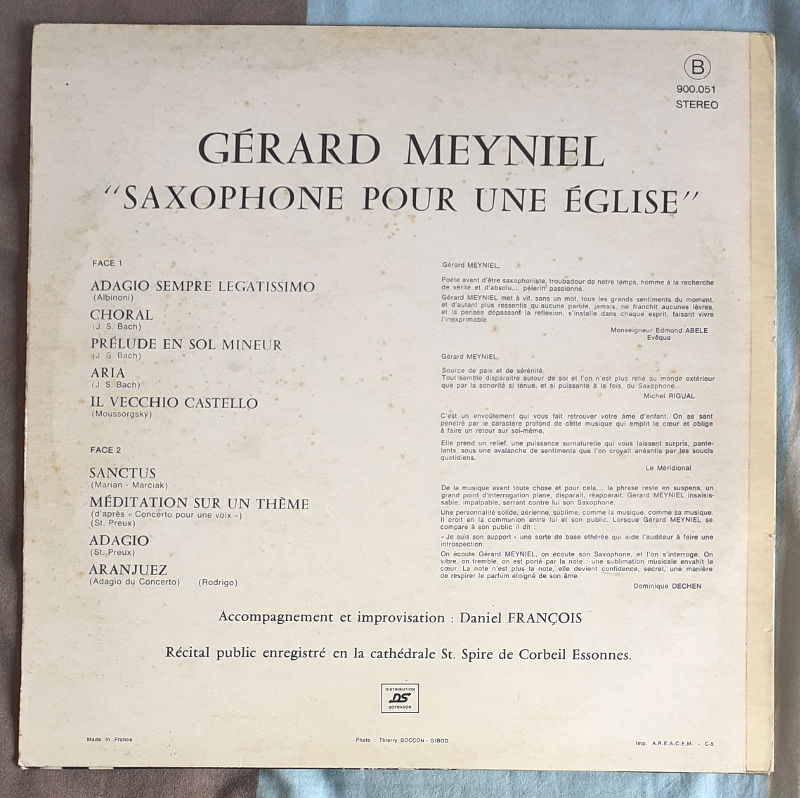 B
900.051
STEREO
GÉRARD MEYNIEL
“SAXOPHONE POUR UNE ÉGLISE”
FACE 1
ADAGIO SEMPRE LEGATISSIMO
(Albinoni)
CHORAL
(J. S. Bach)
PRÉLUDE EN SOL MINEUR
(J. S. Bach)
ARIA
(J. S. Bach)
IL VECCHIO CASTELLO
(Moussorgsky)
FACE 2
SANCTUS
(Marian - Marciak)
MÉDITATION SUR UN THÈME
(d'après « Concerto pour une voix »)
(St. Preux)
ADAGIO
(St. Preux)
ARANJUEZ
(Adagio du Concerto) (Rodrigo)
Gérard MEYNIEL,
Poète avant d'être saxophoniste, troubadour de notre temps, homme à la recherche
de vérité et d'absolu... pèlerin passionné.
Gérard MEYNIEL met à vif, sans un mot, tous les grands sentiments du moment,
et d'autant plus ressentis qu'aucune parole, jamais, ne franchit aucunes lèvres,
et la pensée dépassant la reflexion, s'installe dans chaque esprit, faisant vivre
l'inexprimable.
Monseigneur Edmond ABELE
Evêque
Gérard MEYNIEL,
Source de paix et de sérénité.
Tout semble disparaitre autour de soi et l'on n'est plus relié au monde extérieur
que par la sonorité si ténue, et si puissante à la fois, du Saxophone...
Michel RIGUAL
C'est un envoûtement qui vous fait retrouver votre âme d'enfant. On se sent
pénétré par le caractère profond de cette musique qui emplit le cœur et oblige
à faire un retour sur soi-même.
Elle prend un relief, une puissance surnaturelle qui vous laissent surpris, pante-
lants, sous une avalanche de sentiments que l'on croyait anéantis par les soucis
quotidiens.
Le Méridional
De la musique avant toute chose et pour cela,... la phrase reste en suspens, un
grand point d'interrogation plane, disparait, réapparait. Gérard MEYNIEL insaisis-
sable, impalpable, serrant contre lui son Saxophone.
Une personnalité solide, aérienne, sublime, comme la musique, comme sa musique.
Il croit en la communion entre lui et son public. Lorsque Gérard MEYNIEL se
compare à son public il dit :
« Je suis son support » une sorte de base éthérée qui aide l'auditeur à faire une
introspection.
On écoute Gérard MEYNIEL, on écoute son Saxophone, et l'on s'interroge. On
vibre, on tremble, on est porté par la note : une sublimation musicale envahit le
cœur. La note n'est plus la note, elle devient confidence, secret, une manière
de respirer le parfum éloigné de son âme.
Dominique DECHEN
Accompagnement et improvisation : Daniel FRANÇOIS
Récital public enregistré en la cathédrale St. Spire de Corbeil Essonnes.
DISTRIBUTION
DS
SOFRASON
Made in France
Photo : Thierry BOCCON - GIBOD
Imp. A.R.E.A.C.E.M. - C-5